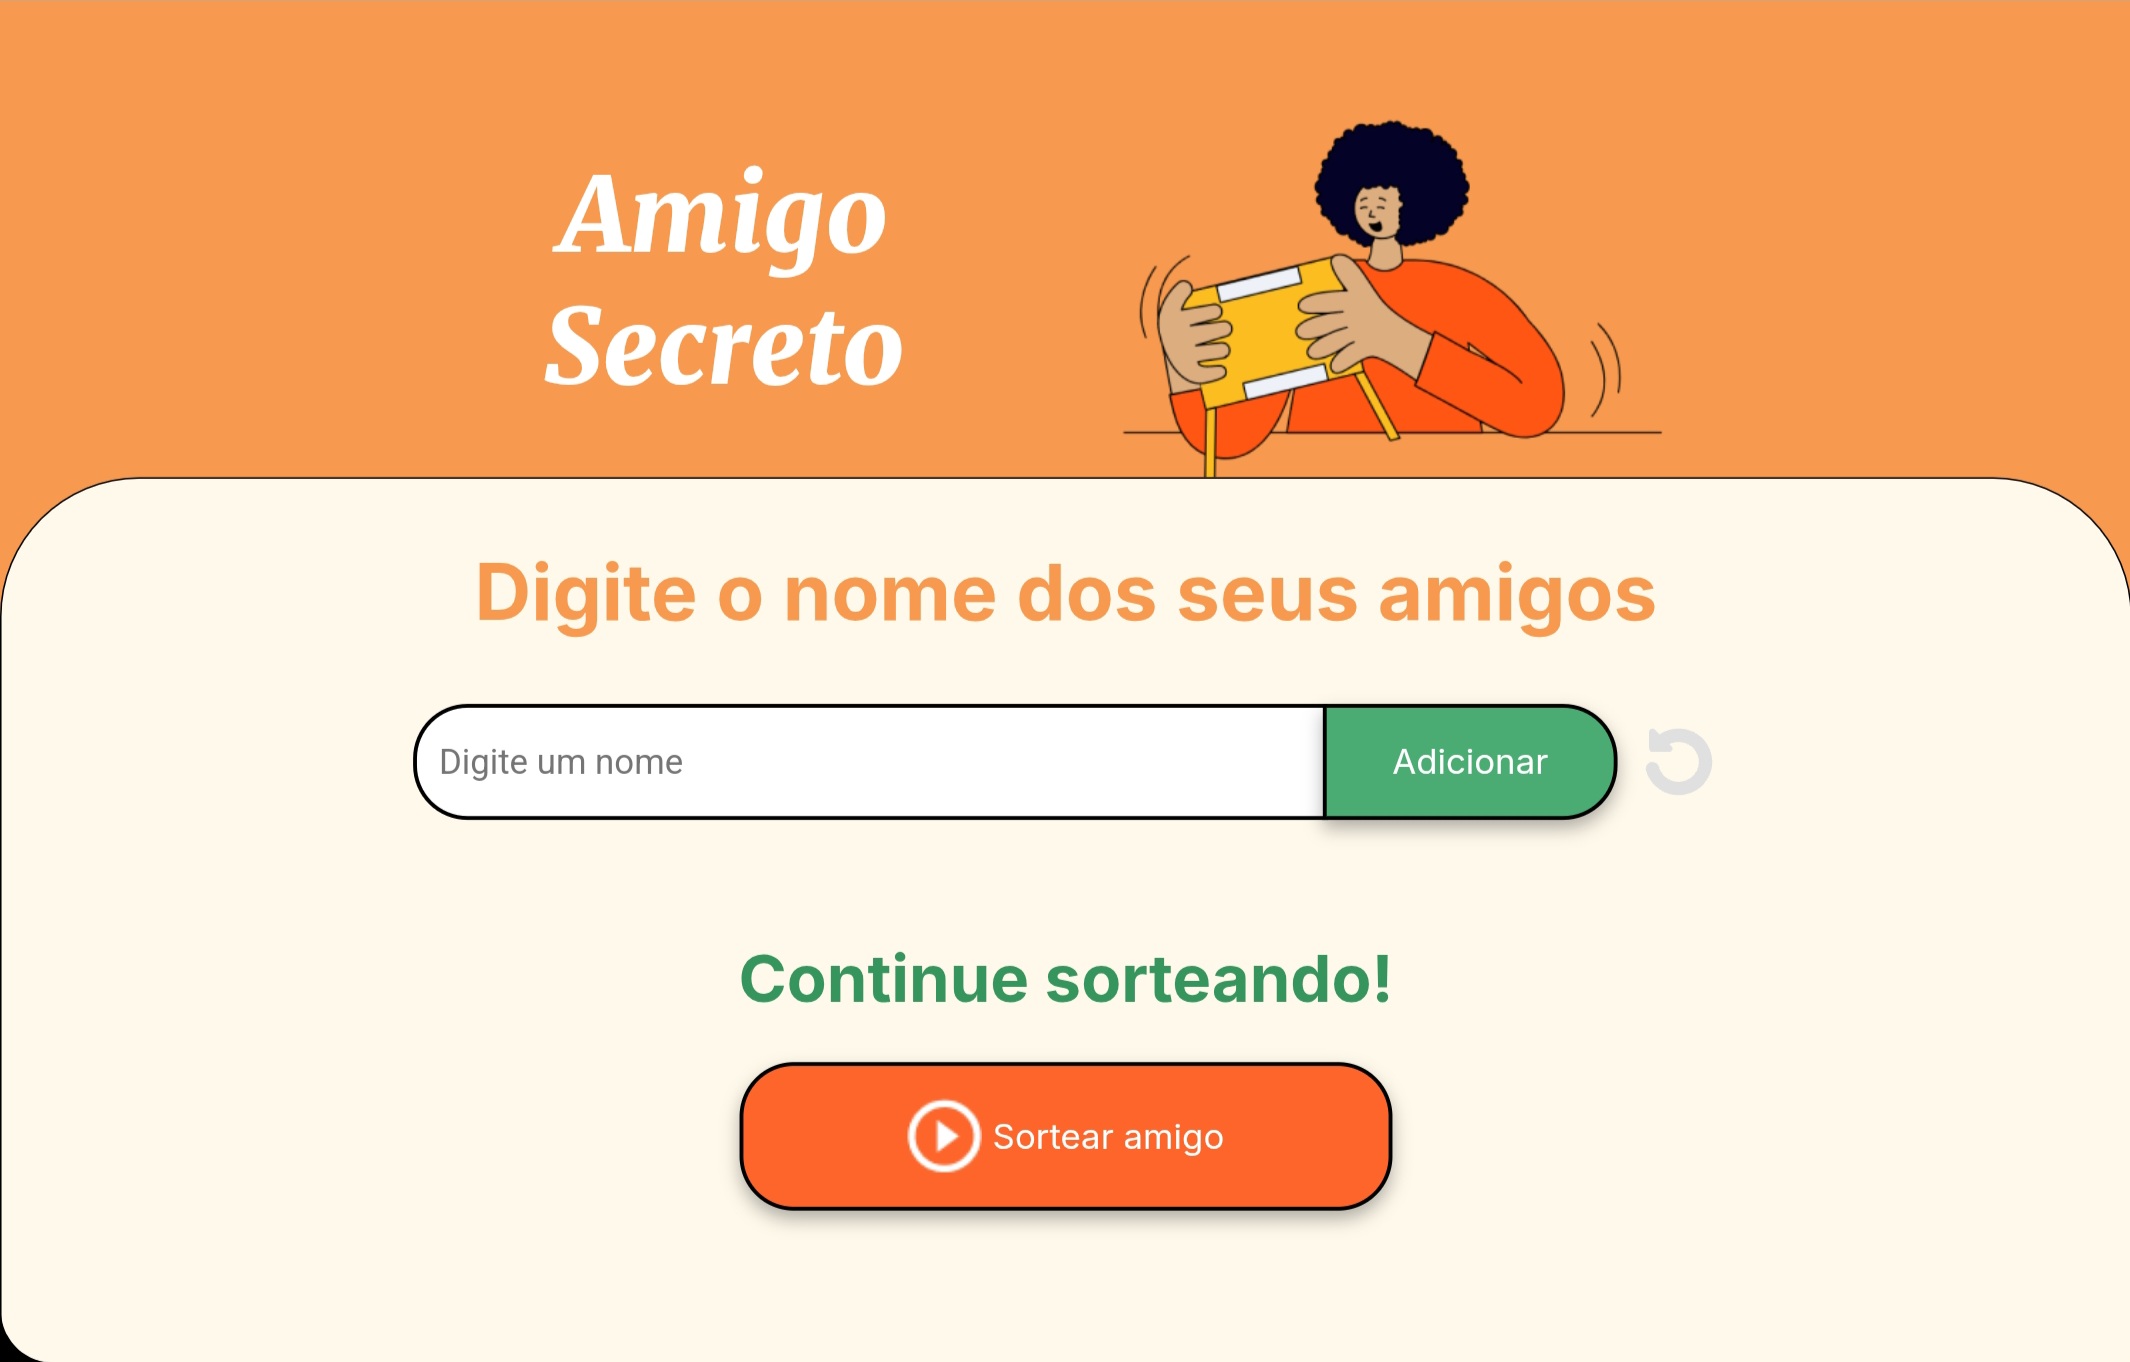 Amigo
Secreto
Digite o nome dos seus amigos
Digite um nome
Adicionar
Continue sorteando!
Sortear amigo